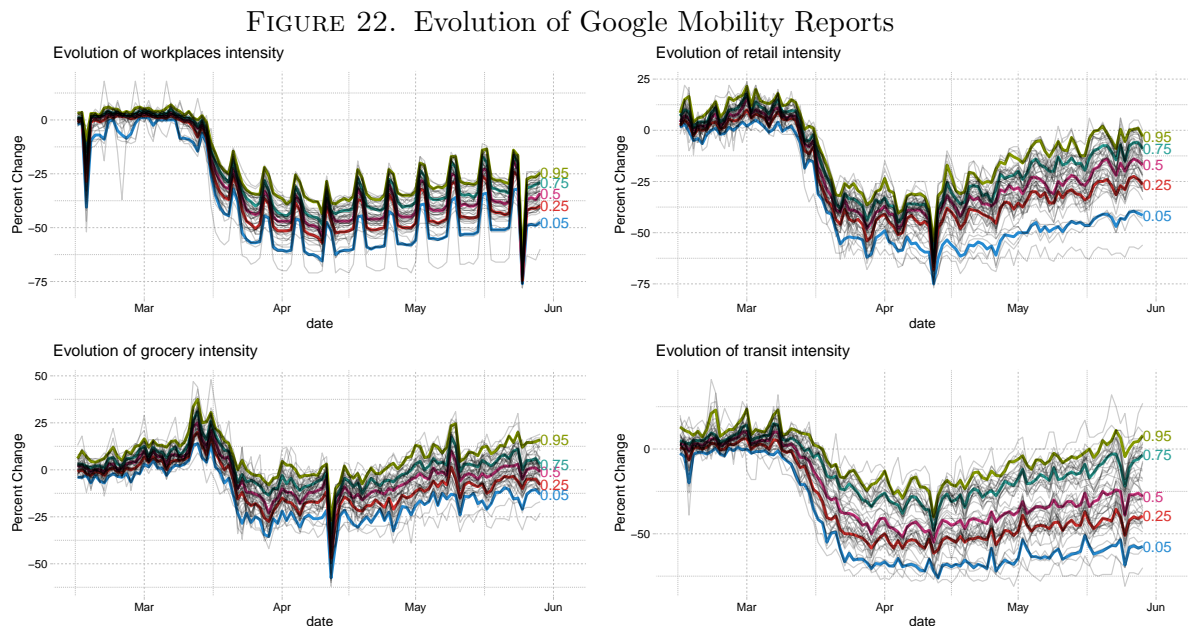 FIGURE 22. Evolution of Google Mobility Reports
Evolution of workplaces intensity
0
−25
−50
−75
Percent Change
0.95
0.75
0.5
0.25
0.05
Mar
Apr
May
Jun
date
Evolution of retail intensity
25
0
−25
−50
−75
Percent Change
0.95
0.75
0.5
0.25
0.05
Mar
Apr
May
Jun
date
Evolution of grocery intensity
50
25
0
−25
−50
Percent Change
0.95
0.75
0.5
0.25
0.05
Mar
Apr
May
Jun
date
Evolution of transit intensity
0
−50
Percent Change
0.95
0.75
0.5
0.25
0.05
Mar
Apr
May
Jun
date